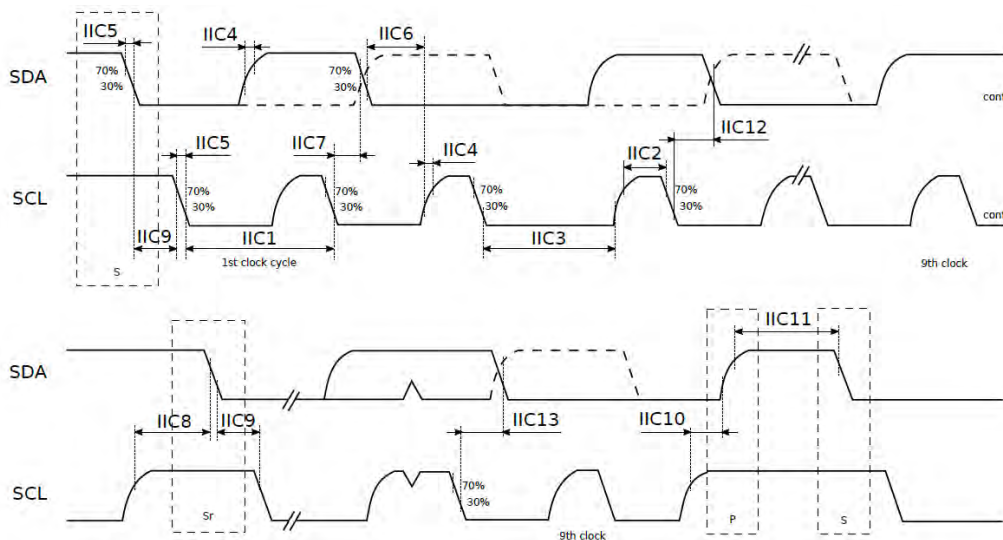 IIC5 IIC4 IIC6
SDA 70% 30% 70% 30% 70% 30% cont
IIC5 IIC7 IIC4 IIC2 IIC12
SCL 70% 30% 70% 30% 70% 30% 70% 30% cont
IIC9 IIC1 IIC3
S 1st clock cycle 9th clock
IIC11
SDA
IIC8 IIC9 IIC13 IIC10
SCL 70% 30%
Sr 9th clock P S